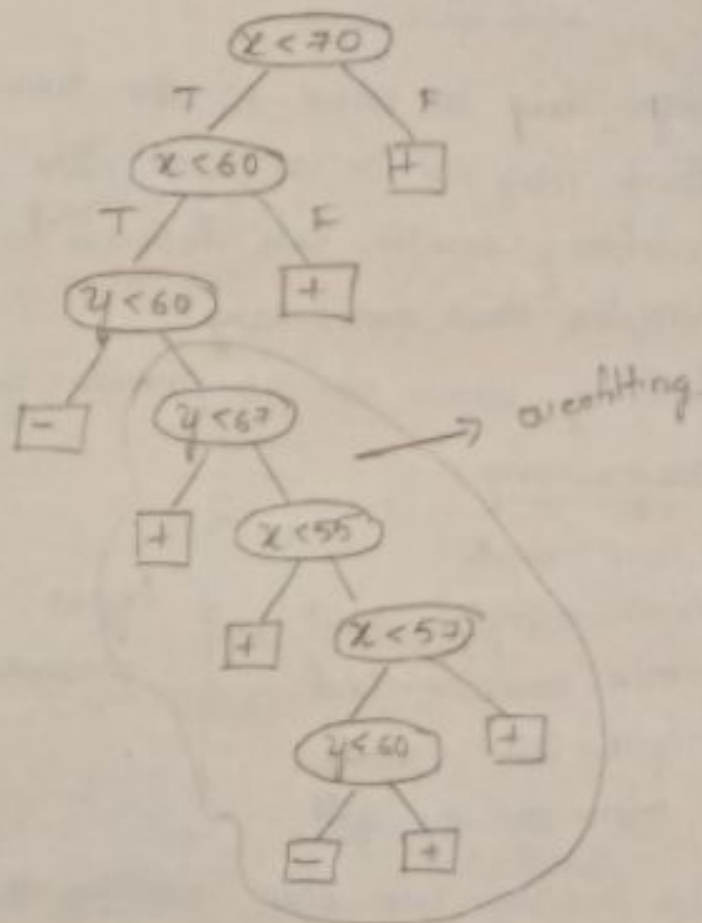 x < 70
T F
x < 60 +
T F
y < 60 +
- y < 67 overfitting
+ x < 55
+ x < 57
y < 60 +
- +